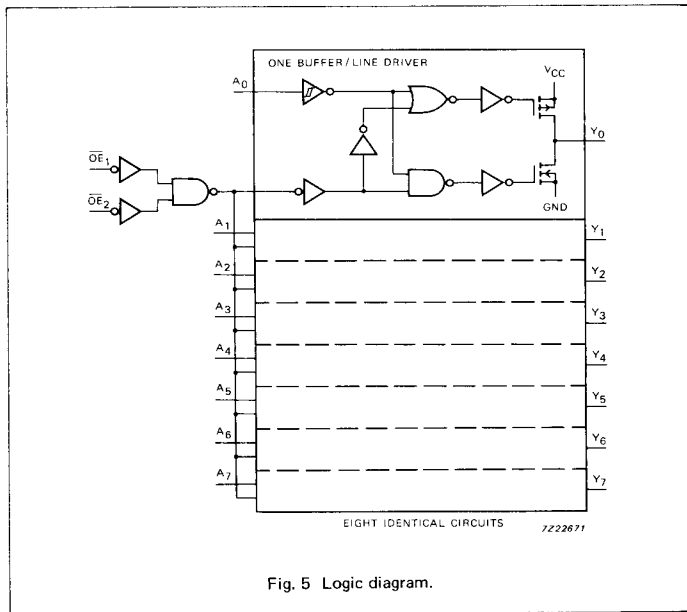 ONE BUFFER/LINE DRIVER
A0
VCC
Y0
OE1
OE2
GND
A1
Y1
A2
Y2
A3
Y3
A4
Y4
A5
Y5
A6
Y6
A7
Y7
EIGHT IDENTICAL CIRCUITS
7Z22671
Fig. 5 Logic diagram.